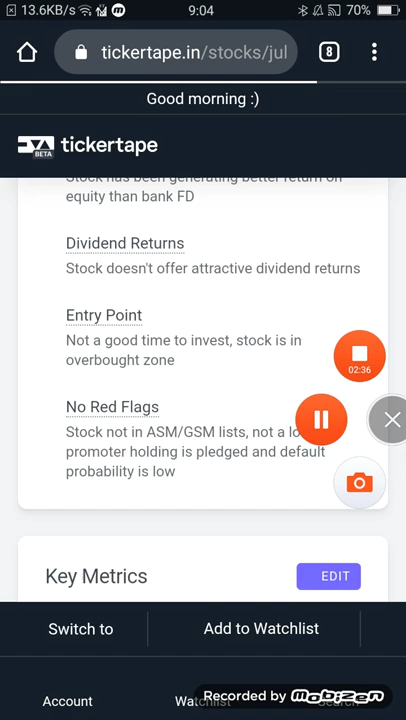 13.6KB/s 9:04 70%
tickertape.in/stocks/jul 8
Good morning :)
BETA tickertape
Stock has been generating better return on
equity than bank FD
Dividend Returns
Stock doesn't offer attractive dividend returns
Entry Point
Not a good time to invest, stock is in
overbought zone
02:36
No Red Flags
Stock not in ASM/GSM lists, not a
promoter holding is pledged and default
probability is low
Key Metrics EDIT
Switch to Add to Watchlist
Account Watchlist Search
Recorded by mobizen